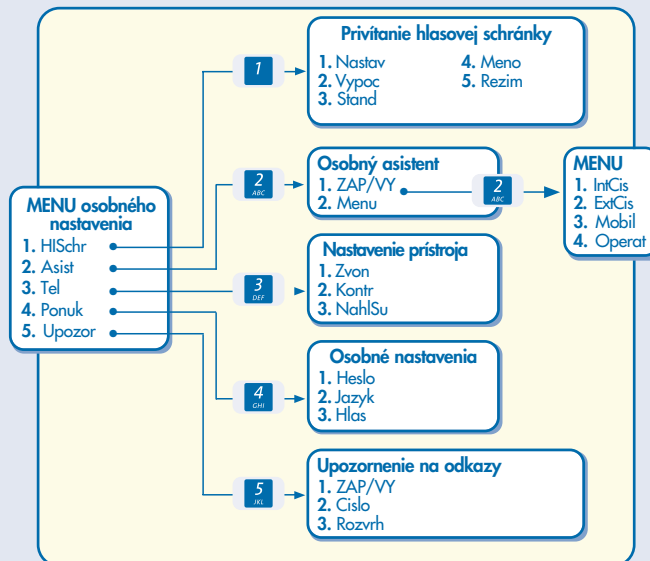 Privítanie hlasovej schránky
1. Nastav
4. Meno
2. Vypoc
5. Rezim
3. Stand
1
Osobný asistent
1. ZAP/VY
2. Menu
2
ABC
2
ABC
MENU
1. IntCis
2. ExtCis
3. Mobil
4. Operat
MENU osobného
nastavenia
1. HlSchr
2. Asist
3. Tel
4. Ponuk
5. Upozor
3
DEF
Nastavenie prístroja
1. Zvon
2. Kontr
3. NahlSu
4
GHI
Osobné nastavenia
1. Heslo
2. Jazyk
3. Hlas
5
JKL
Upozornenie na odkazy
1. ZAP/VY
2. Cislo
3. Rozvrh